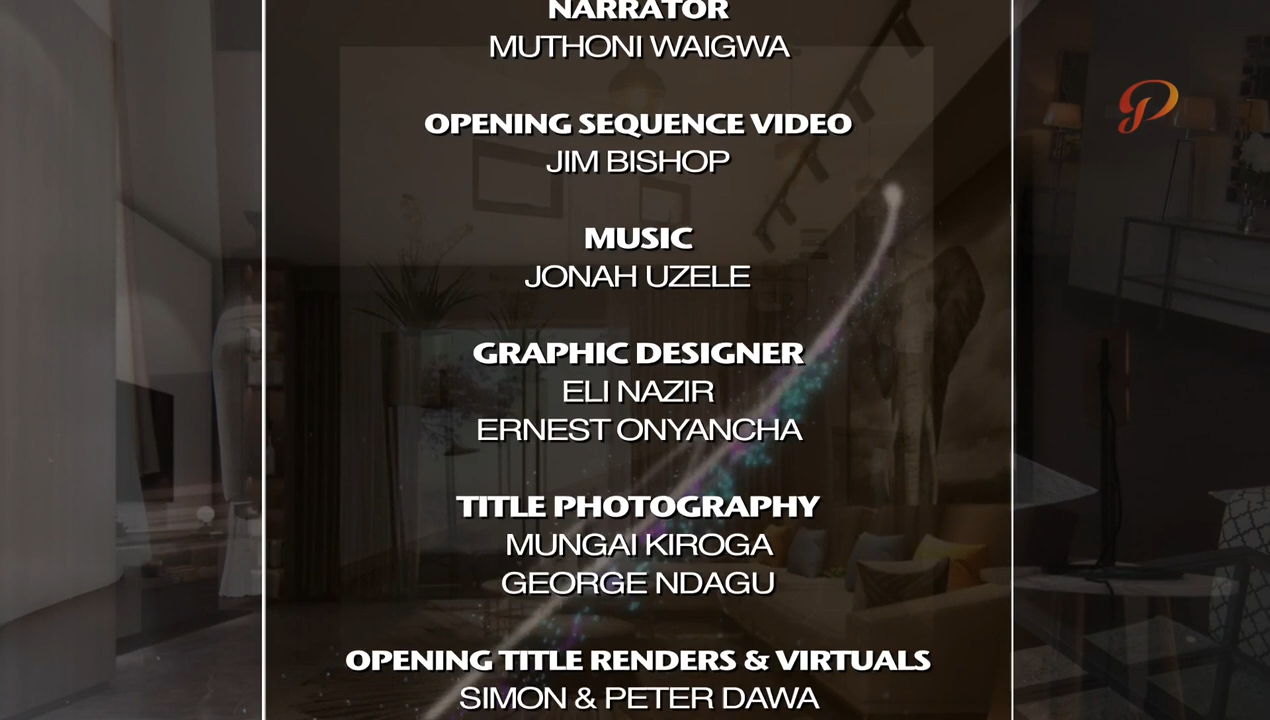 NARRATOR
MUTHONI WAIGWA
OPENING SEQUENCE VIDEO
JIM BISHOP
MUSIC
JONAH UZELE
GRAPHIC DESIGNER
ELI NAZIR
ERNEST ONYANCHA
TITLE PHOTOGRAPHY
MUNGAI KIROGA
GEORGE NDAGU
OPENING TITLE RENDERS & VIRTUALS
SIMON & PETER DAWA
P